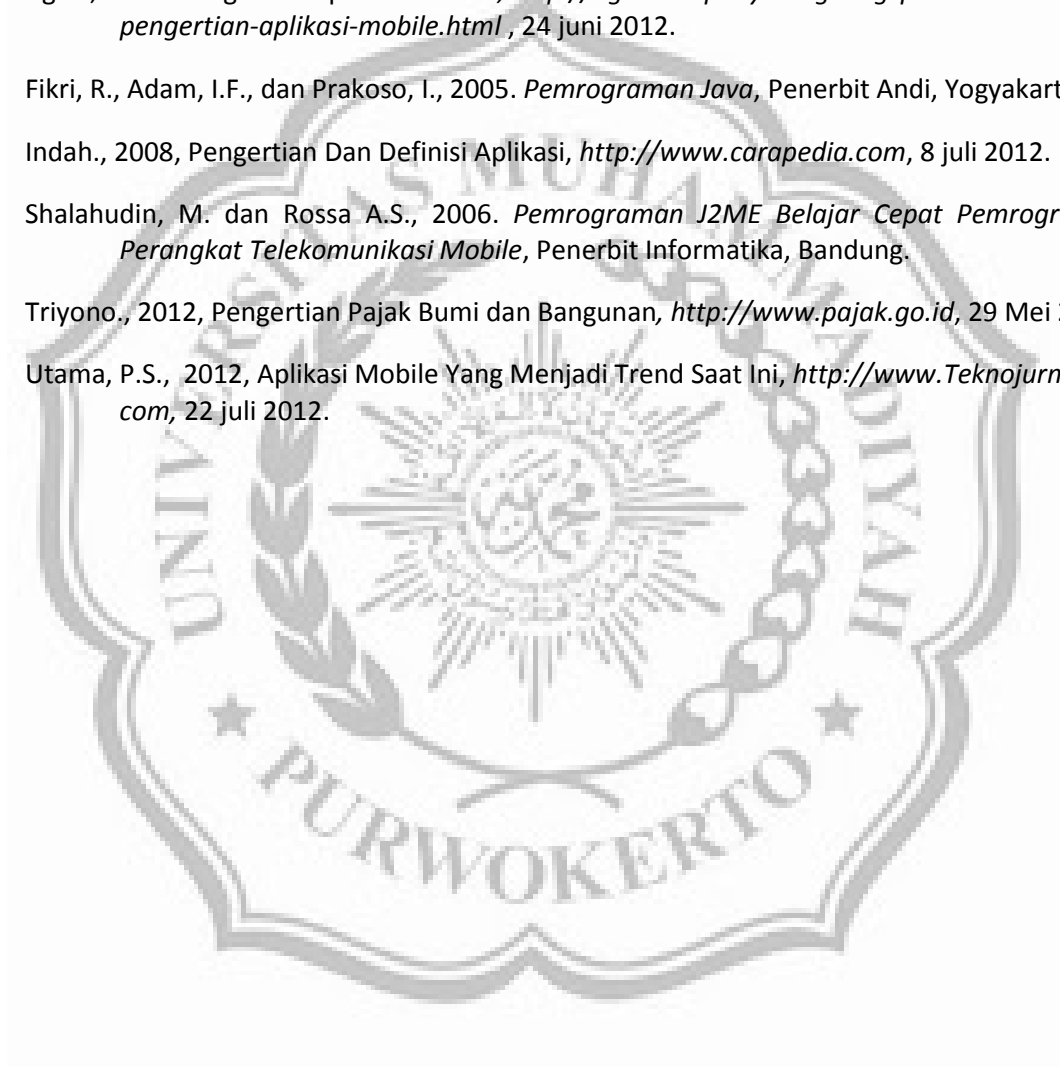 pengertian-aplikasi-mobile.html , 24 juni 2012.
Fikri, R., Adam, I.F., dan Prakoso, I., 2005. Pemrograman Java, Penerbit Andi, Yogyakart
Indah., 2008, Pengertian Dan Definisi Aplikasi, http://www.carapedia.com, 8 juli 2012.
Shalahudin, M. dan Rossa A.S., 2006. Pemrograman J2ME Belajar Cepat Pemrogr
Perangkat Telekomunikasi Mobile, Penerbit Informatika, Bandung.
Triyono., 2012, Pengertian Pajak Bumi dan Bangunan, http://www.pajak.go.id, 29 Mei
Utama, P.S., 2012, Aplikasi Mobile Yang Menjadi Trend Saat Ini, http://www.Teknojurn
com, 22 juli 2012.
UNIVERSITAS MUHAMMADIYAH
PURWOKERTO